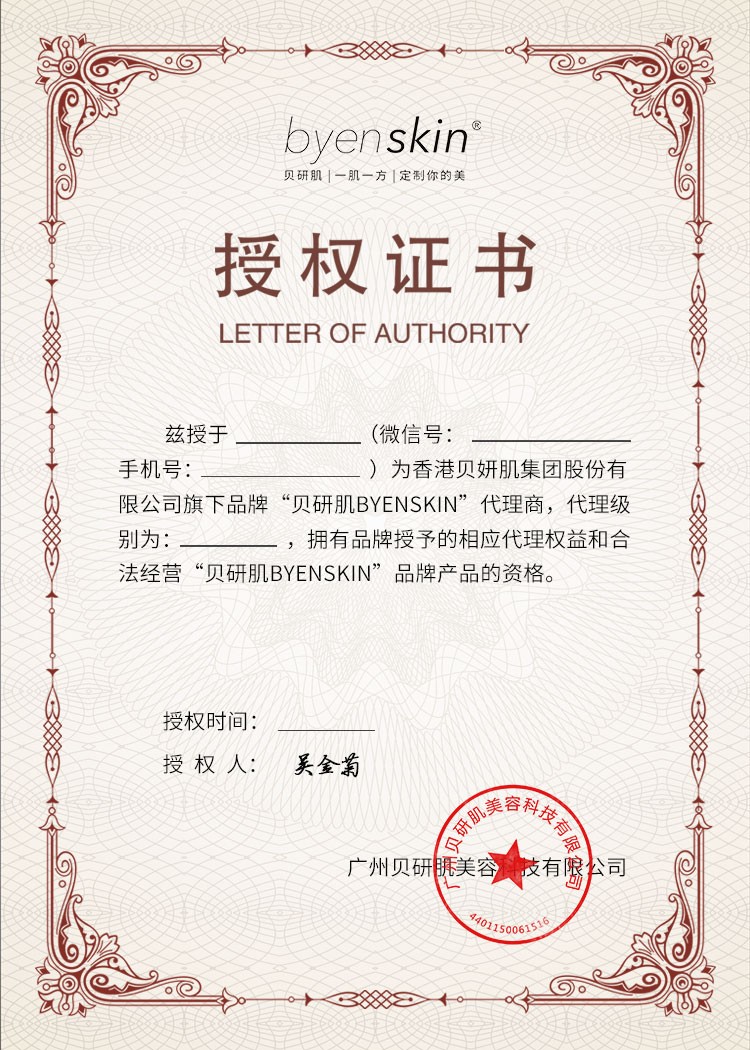 byenskin®
贝研肌|一肌一方|定制你的美
授权证书
LETTER OF AUTHORITY
兹授于 （微信号：
手机号： ）为香港贝妍肌集团股份有
限公司旗下品牌“贝研肌BYENSKIN”代理商，代理级
别为： ，拥有品牌授予的相应代理权益和合
法经营“贝研肌BYENSKIN”品牌产品的资格。
授权时间：
授 权 人： 吴金菊
广州贝研肌美容科技有限公司
广州贝研肌美容科技有限公司
4401150061516